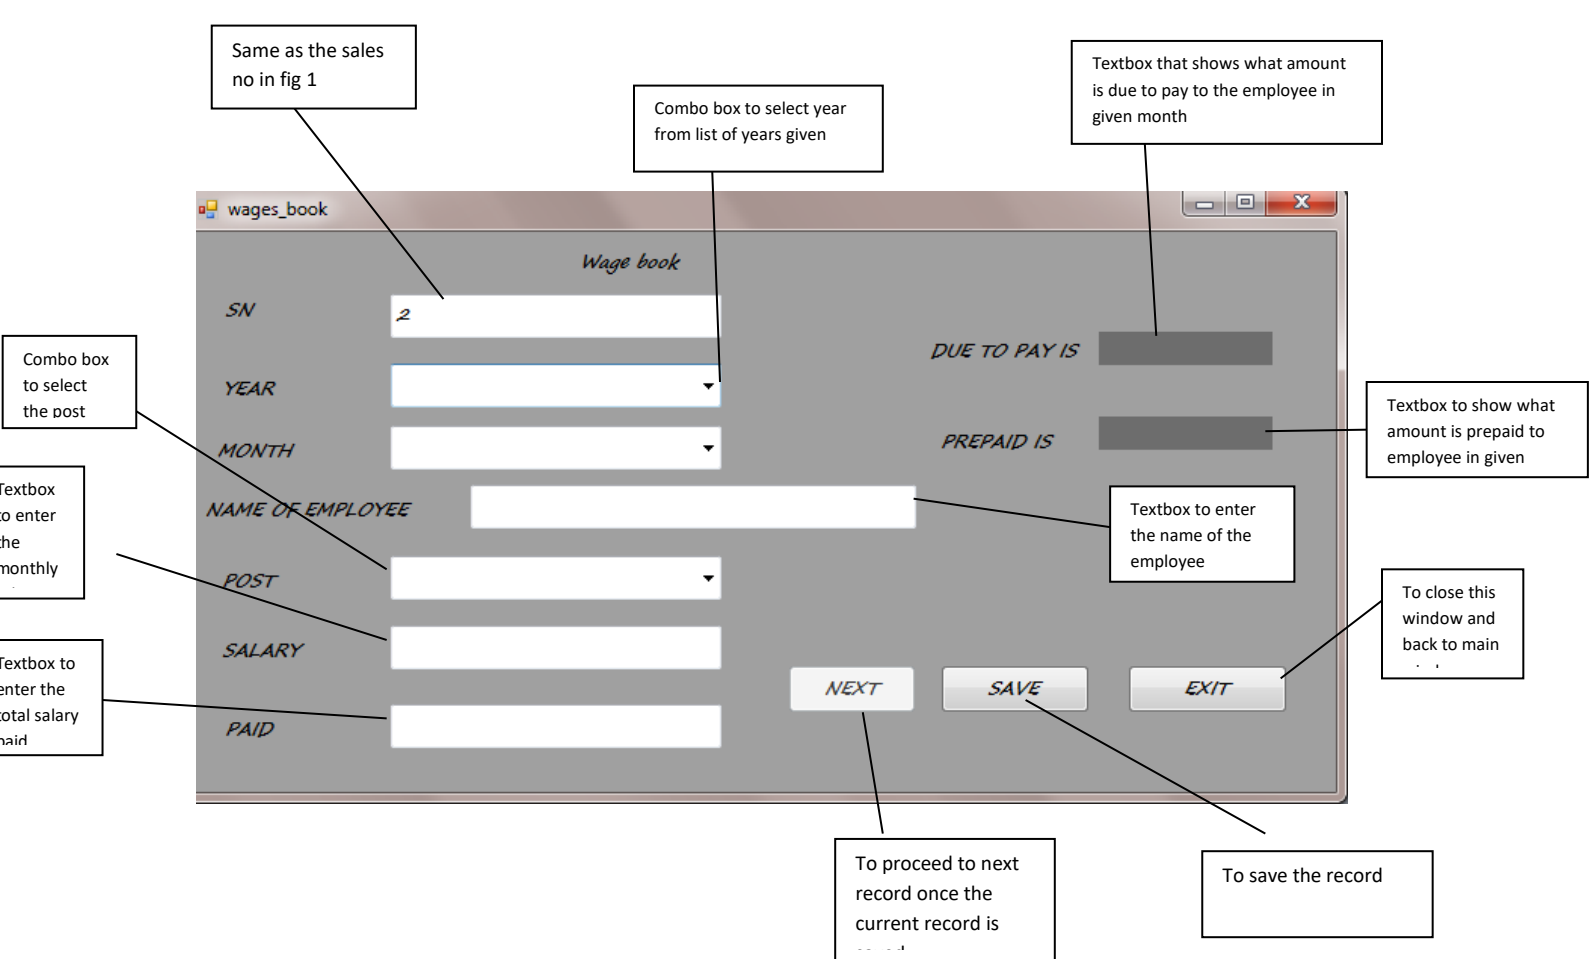 Same as the sales
no in fig 1
Combo box to select year
from list of years given
Textbox that shows what amount
is due to pay to the employee in
given month
wages_book
Wage book
SN
2
DUE TO PAY IS
Combo box
to select
the post
YEAR
Textbox to show what
amount is prepaid to
employee in given
MONTH
PREPAID IS
Textbox
to enter
the
monthly
NAME OF EMPLOYEE
Textbox to enter
the name of the
employee
POST
To close this
window and
back to main
SALARY
Textbox to
enter the
total salary
paid
NEXT
SAVE
EXIT
PAID
To proceed to next
record once the
current record is
To save the record